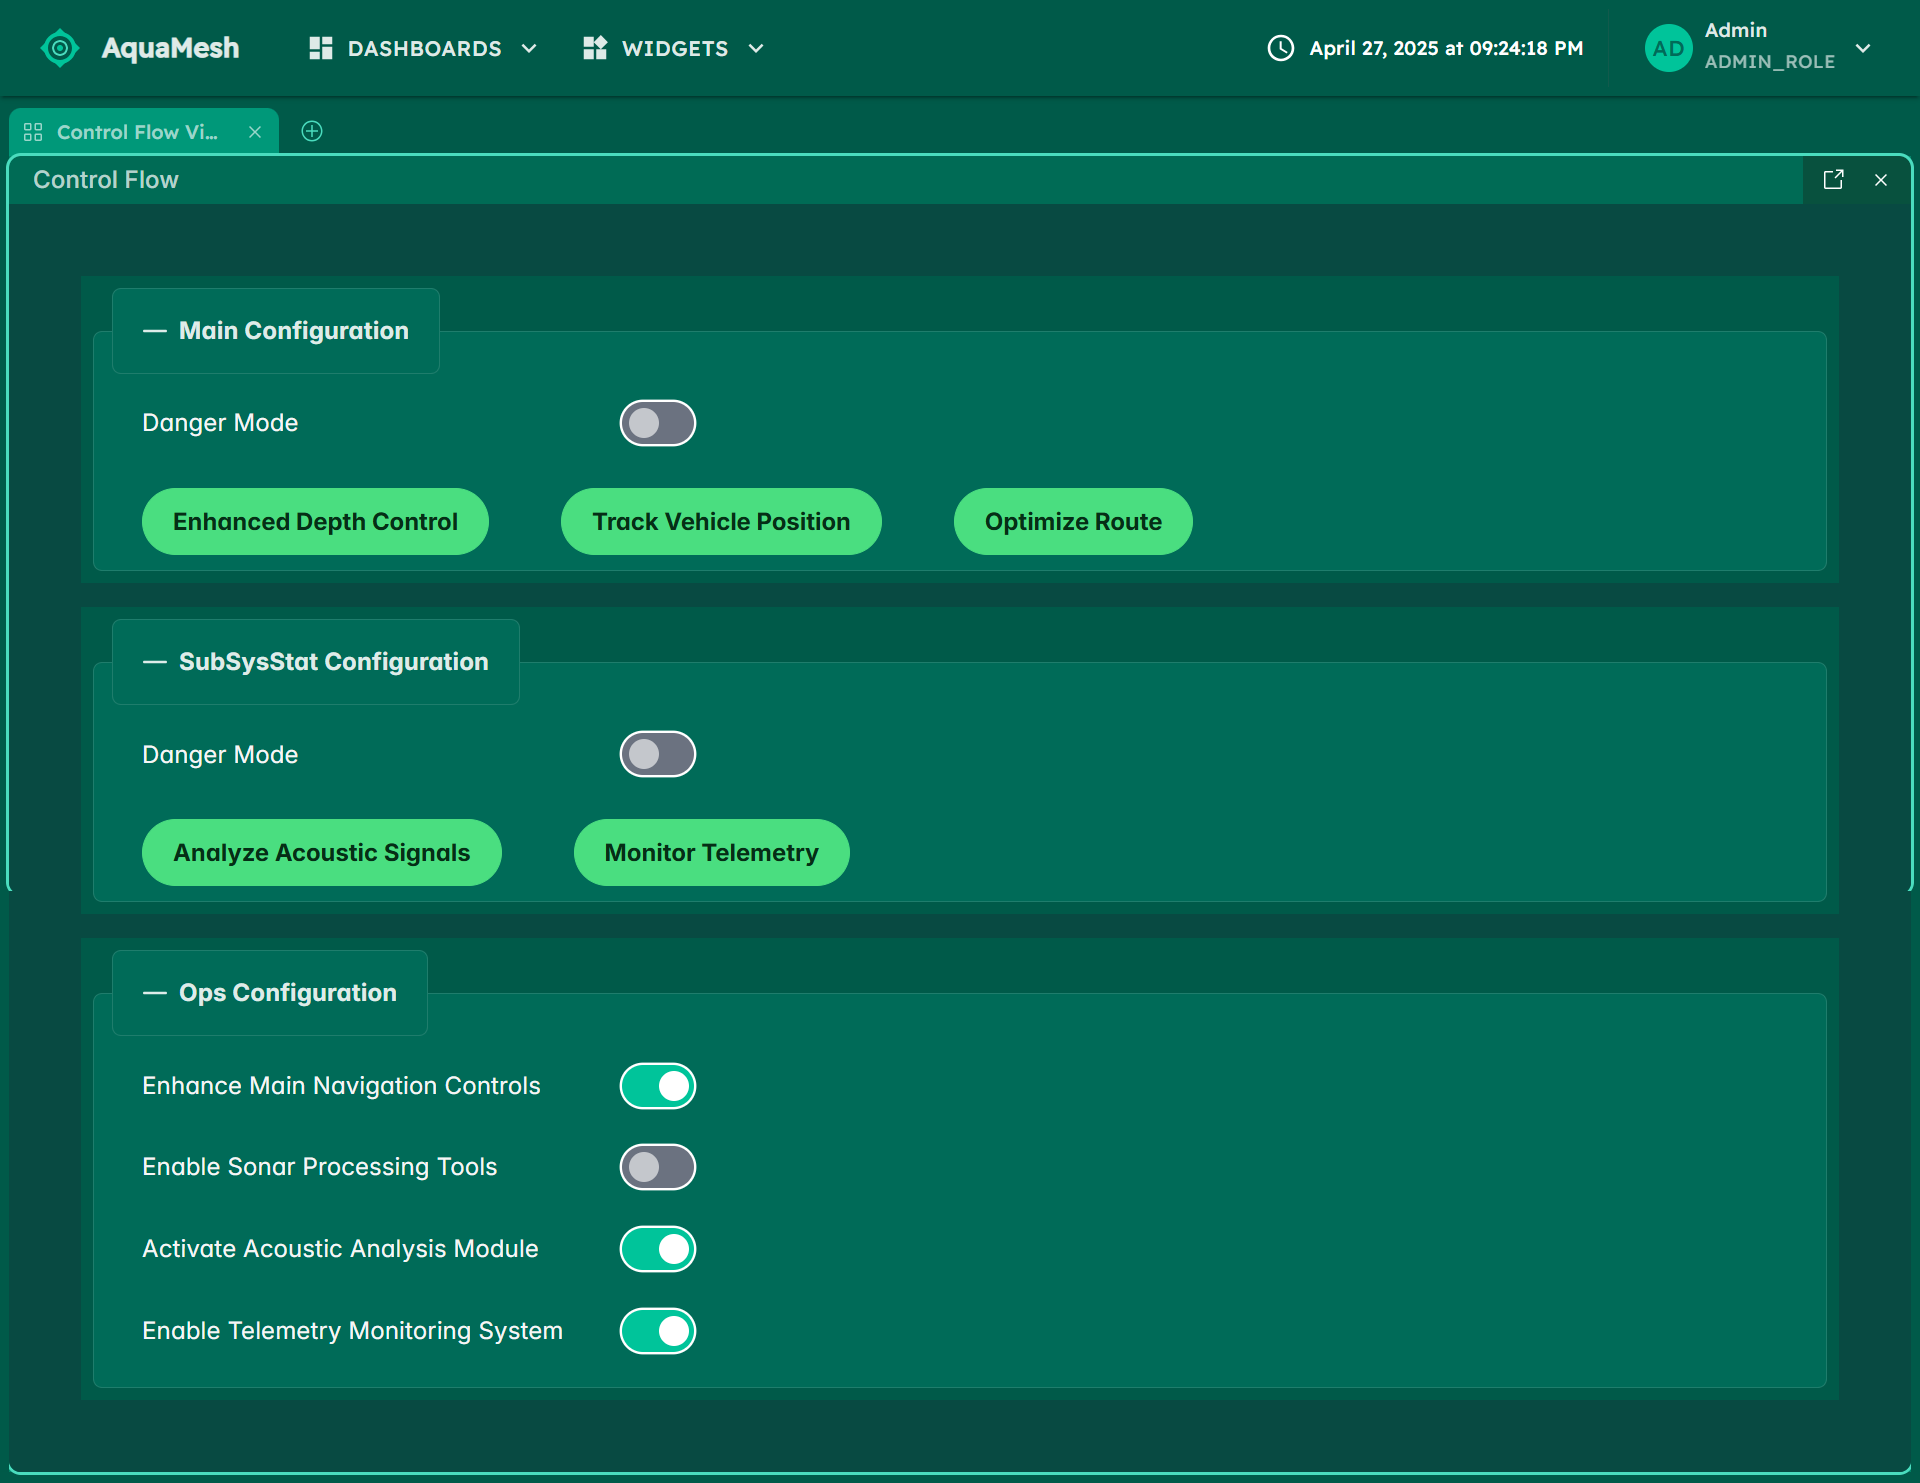 AquaMesh
DASHBOARDS
WIDGETS
April 27, 2025 at 09:24:18 PM
AD
Admin
ADMIN_ROLE
Control Flow Vi...
Control Flow
Main Configuration
Danger Mode
Enhanced Depth Control
Track Vehicle Position
Optimize Route
SubSysStat Configuration
Danger Mode
Analyze Acoustic Signals
Monitor Telemetry
Ops Configuration
Enhance Main Navigation Controls
Enable Sonar Processing Tools
Activate Acoustic Analysis Module
Enable Telemetry Monitoring System